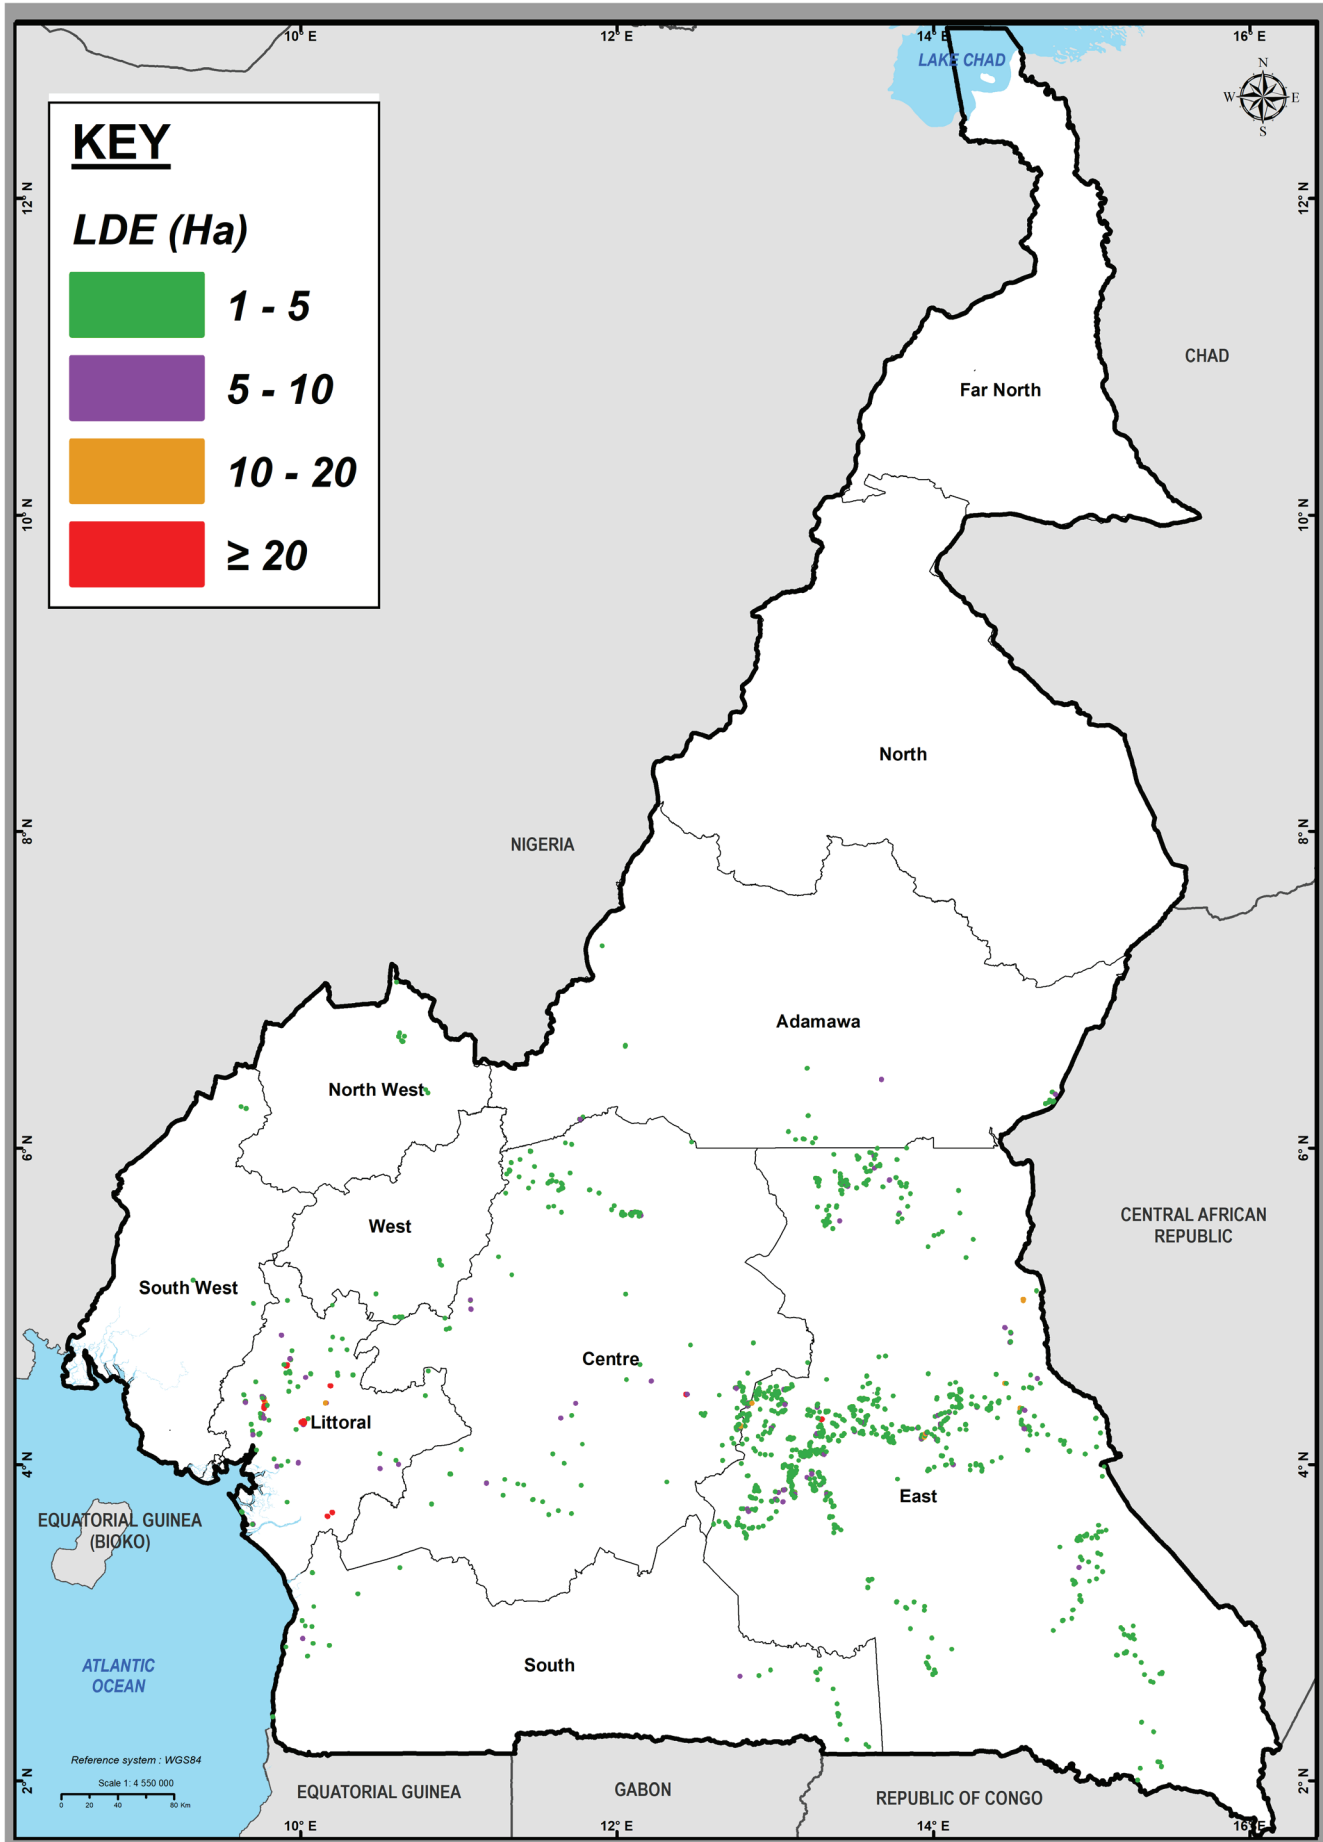 10° E
12° E
14° E
16° E
LAKE CHAD
N
W
E
S
KEY
LDE (Ha)
1 - 5
5 - 10
10 - 20
≥ 20
12° N
12° N
CHAD
Far North
10° N
10° N
North
8° N
8° N
NIGERIA
Adamawa
North West
6° N
6° N
CENTRAL AFRICAN
REPUBLIC
West
South West
Centre
Littoral
4° N
4° N
East
EQUATORIAL GUINEA
(BIOKO)
ATLANTIC
OCEAN
South
Reference system : WGS84
Scale 1: 4 550 000
0 20 40 80 Km
2° N
2° N
EQUATORIAL GUINEA
GABON
REPUBLIC OF CONGO
10° E
12° E
14° E
16° E